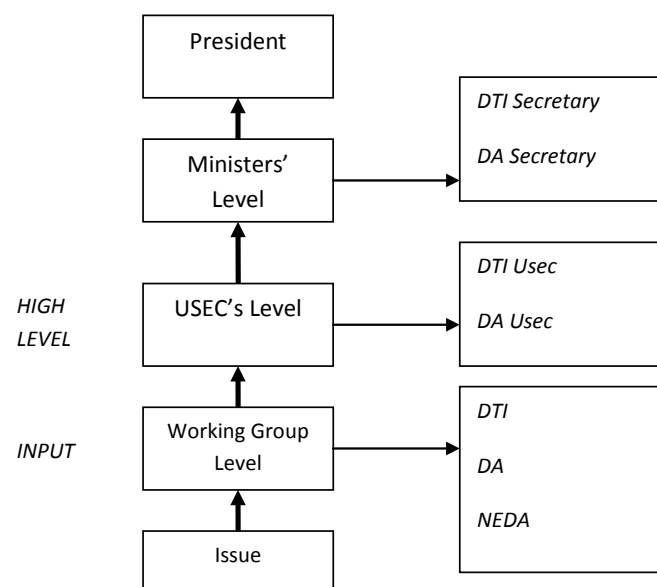 President
Ministers’
Level
DTI Secretary
DA Secretary
HIGH
LEVEL
USEC’s Level
DTI Usec
DA Usec
INPUT
Working Group
Level
DTI
DA
NEDA
Issue